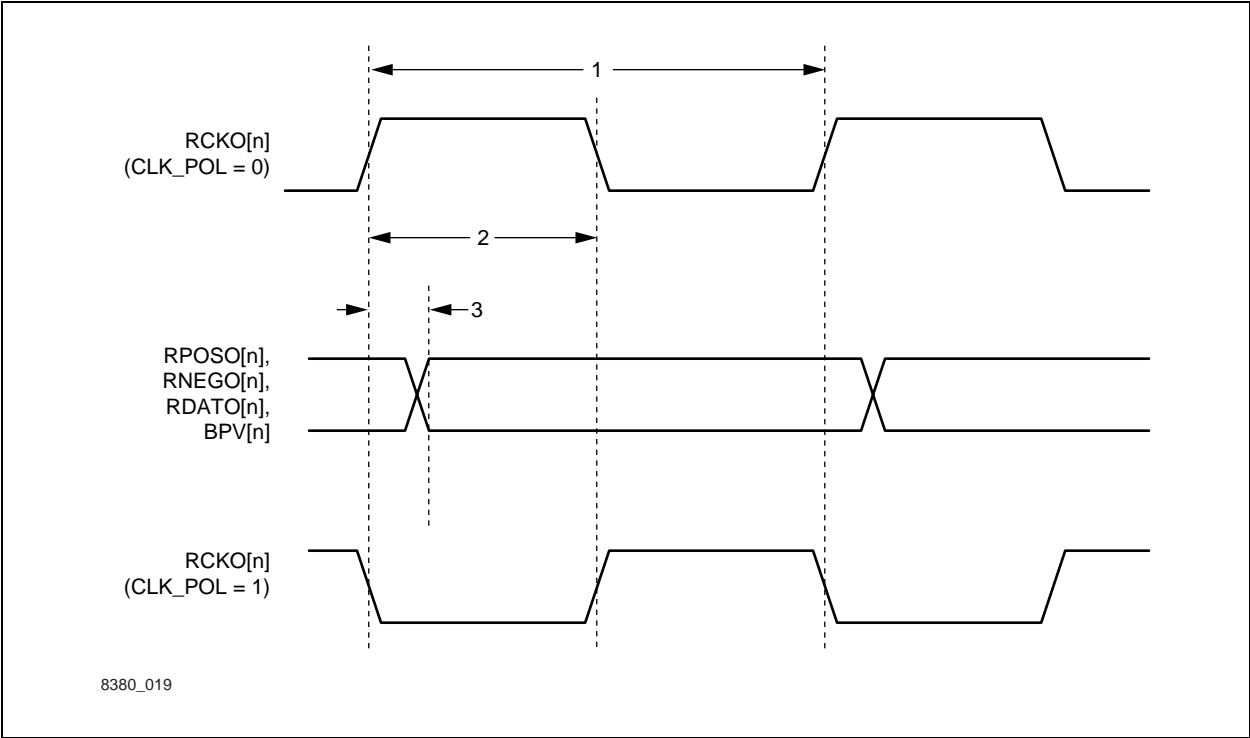 1
RCKO[n]
(CLK_POL = 0)
2
3
RPOSO[n],
RNEGO[n],
RDATO[n],
BPV[n]
RCKO[n]
(CLK_POL = 1)
8380_019